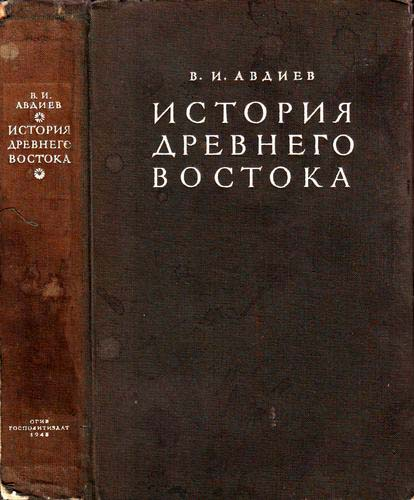 В. И.
АВДИЕВ
ИСТОРИЯ
ДРЕВНЕГО
ВОСТОКА
ОГИЗ
ГОСПОЛИТИЗДАТ
1948
В. И. АВДИЕВ
ИСТОРИЯ
ДРЕВНЕГО
ВОСТОКА